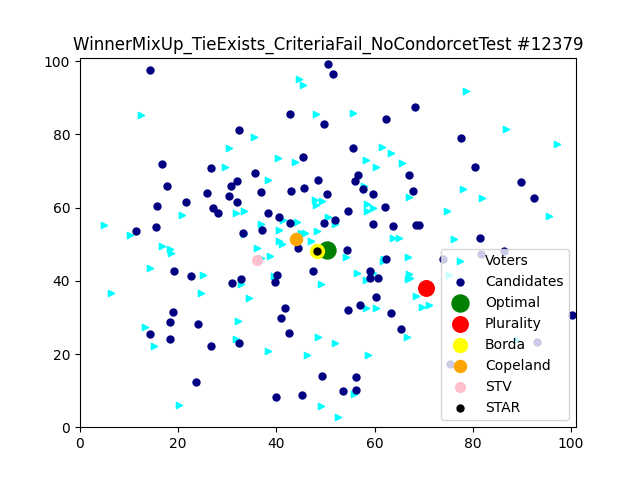 WinnerMixUp_TieExists_CriteriaFail_NoCondorcetTest #12379
100
80
60
40
20
0
0 20 40 60 80 100
Voters
Candidates
Optimal
Plurality
Borda
Copeland
STV
STAR